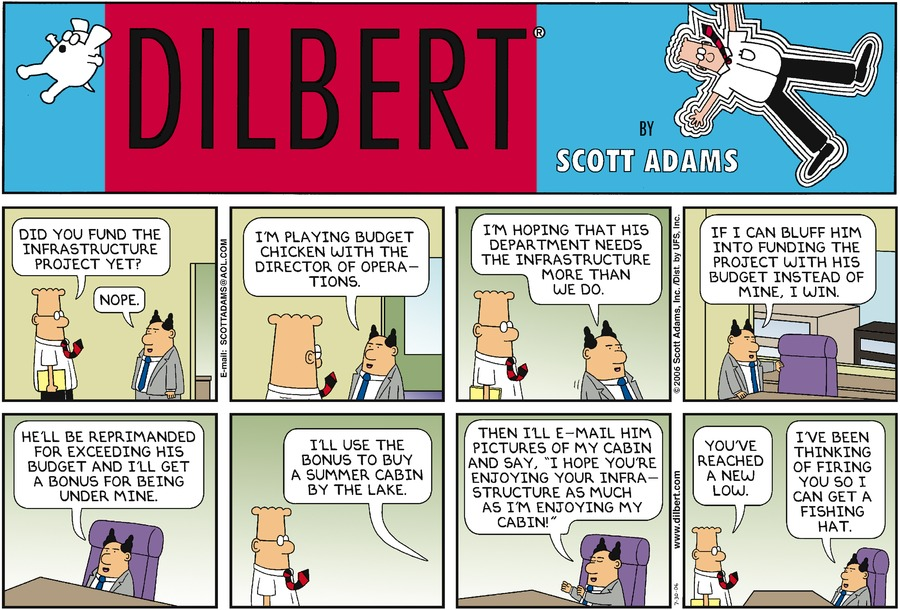 DILBERT®
BY
SCOTT ADAMS
DID YOU FUND THE
INFRASTRUCTURE
PROJECT YET?
NOPE.
E-mail: SCOTTADAMS@AOL.COM
I'M PLAYING BUDGET
CHICKEN WITH THE
DIRECTOR OF OPERA-
TIONS.
I'M HOPING THAT HIS
DEPARTMENT NEEDS
THE INFRASTRUCTURE
MORE THAN
WE DO.
© 2006 Scott Adams, Inc./Dist. by UFS, Inc.
IF I CAN BLUFF HIM
INTO FUNDING THE
PROJECT WITH HIS
BUDGET INSTEAD OF
MINE, I WIN.
HE'LL BE REPRIMANDED
FOR EXCEEDING HIS
BUDGET AND I'LL GET
A BONUS FOR BEING
UNDER MINE.
I'LL USE THE
BONUS TO BUY
A SUMMER CABIN
BY THE LAKE.
THEN I'LL E-MAIL HIM
PICTURES OF MY CABIN
AND SAY, "I HOPE YOU'RE
ENJOYING YOUR INFRA-
STRUCTURE AS MUCH
AS I'M ENJOYING MY
CABIN!"
www.dilbert.com
7-30-06
YOU'VE
REACHED
A NEW
LOW.
I'VE BEEN
THINKING
OF FIRING
YOU SO I
CAN GET A
FISHING
HAT.